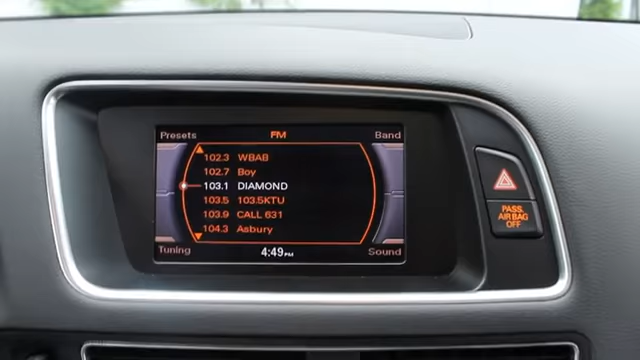 Presets FM Band
102.3 WBAB
102.7 Boy
103.1 DIAMOND
103.5 103.5KTU
103.9 CALL 631
104.3 Asbury
Tuning 4:49PM Sound
PASS.
AIR BAG
OFF